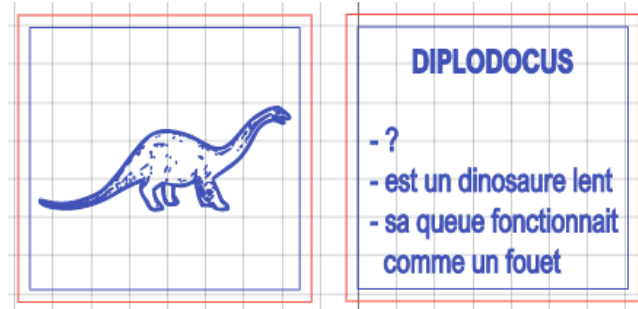 DIPLODOCUS
- ?
- est un dinosaure lent
- sa queue fonctionnait
comme un fouet